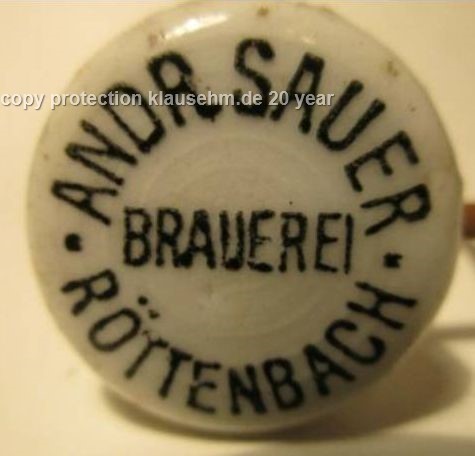 copy protection klausehm.de 20 year
ANDR. SAUER
BRAUEREI
RÖTTENBACH